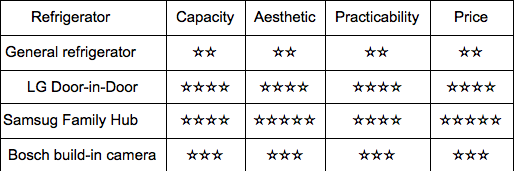 Refrigerator Capacity Aesthetic Practicability Price
General refrigerator ☆☆ ☆☆ ☆☆ ☆☆
LG Door-in-Door ☆☆☆☆ ☆☆☆☆ ☆☆☆☆ ☆☆☆☆
Samsug Family Hub ☆☆☆☆ ☆☆☆☆☆ ☆☆☆☆ ☆☆☆☆☆
Bosch build-in camera ☆☆☆ ☆☆☆ ☆☆☆ ☆☆☆